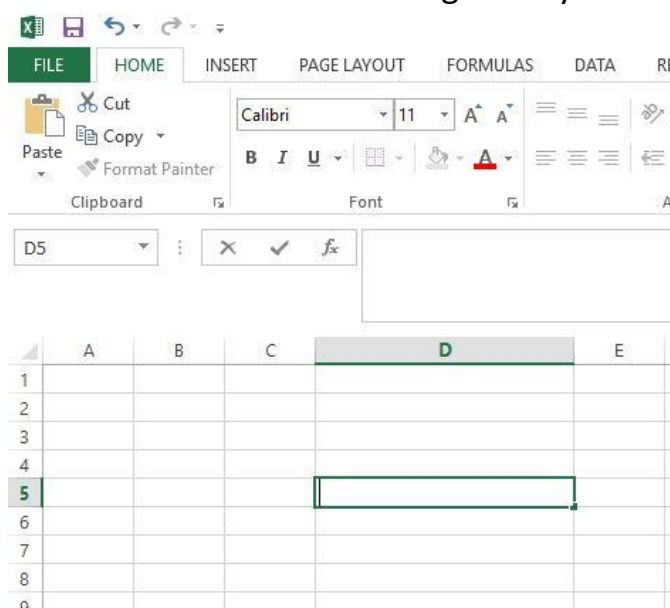 FILE HOME INSERT PAGE LAYOUT FORMULAS DATA
Cut
Calibri 11 A A
Copy
Paste
Format Painter
B I U A
Clipboard Font
D5 fx
A B C D E
1
2
3
4
5
6
7
8
9